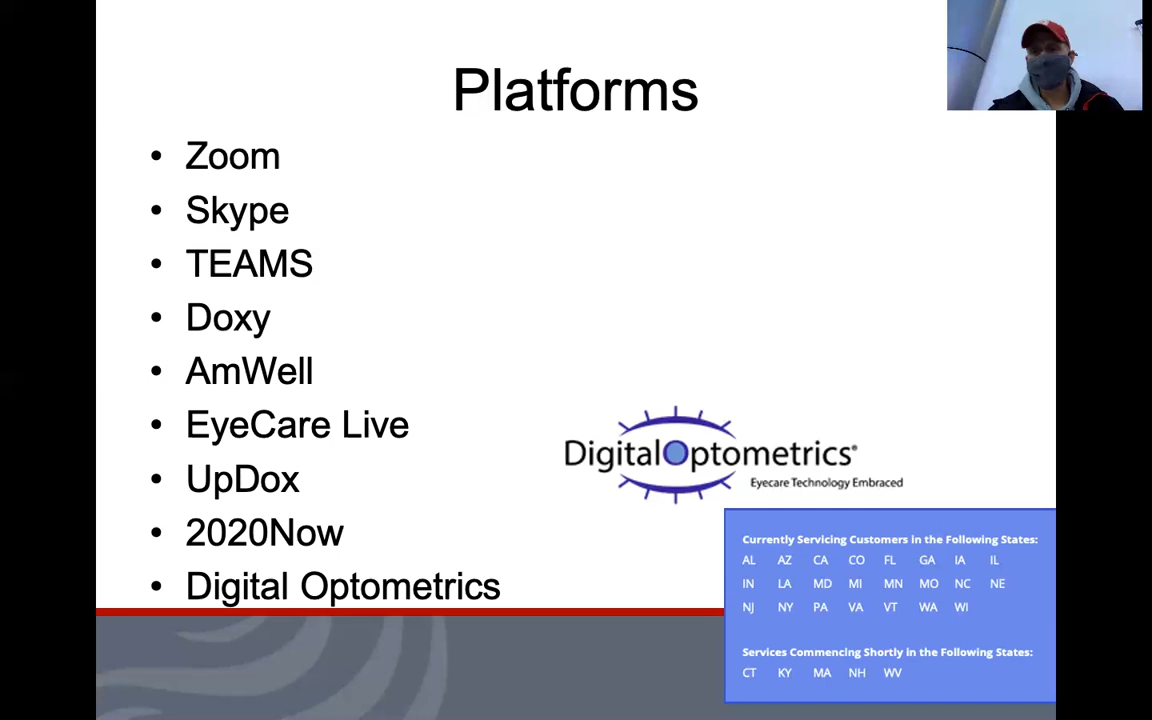 Platforms
• Zoom
• Skype
• TEAMS
• Doxy
• AmWell
• EyeCare Live
• UpDox
• 2020Now
• Digital Optometrics
DigitalOptometrics®
Eyecare Technology Embraced
Currently Servicing Customers in the Following States:
AL AZ CA CO FL GA IA IL
IN LA MD MI MN MO NC NE
NJ NY PA VA VT WA WI
Services Commencing Shortly in the Following States:
CT KY MA NH WV